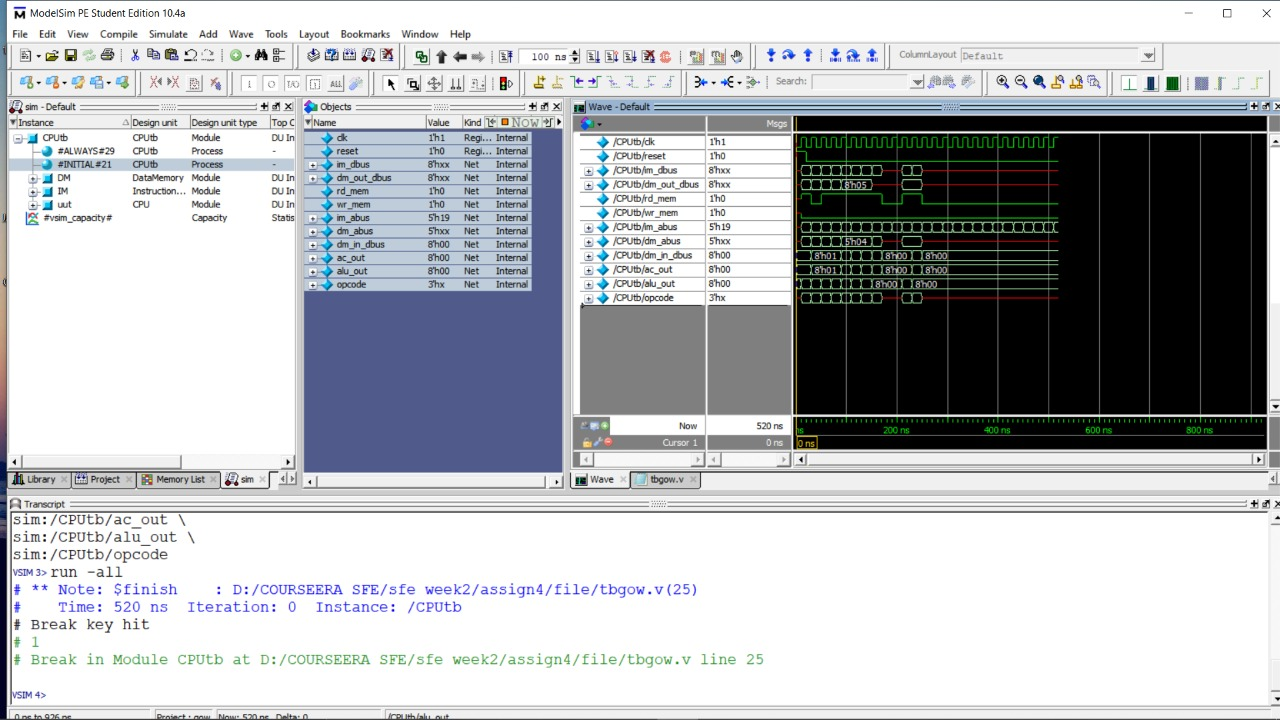 ModelSim PE Student Edition 10.4a
File Edit View Compile Simulate Add Wave Tools Layout Bookmarks Window Help
100 ns
ColumnLayout Default
Search:
sim - Default
Instance Design unit Design unit type Top C
CPUtb CPUtb Module DU In
#ALWAYS#29 CPUtb Process -
#INITIAL#21 CPUtb Process -
DM DataMemory Module DU In
IM Instruction... Module DU In
uut CPU Module DU In
#vsim_capacity# Capacity Statis
Library Project Memory List sim
Objects
Name Value Kind Now
clk 1'h1 Regi... Internal
reset 1'h0 Regi... Internal
im_dbus 8'hxx Net Internal
dm_out_dbus 8'hxx Net Internal
rd_mem 1'h0 Net Internal
wr_mem 1'h0 Net Internal
im_abus 5'h19 Net Internal
dm_abus 5'hxx Net Internal
dm_in_dbus 8'h00 Net Internal
ac_out 8'h00 Net Internal
alu_out 8'h00 Net Internal
opcode 3'hx Net Internal
Wave - Default
Msgs
/CPUtb/clk 1'h1
/CPUtb/reset 1'h0
/CPUtb/im_dbus 8'hxx
/CPUtb/dm_out_dbus 8'hxx 8'h05
/CPUtb/rd_mem 1'h0
/CPUtb/wr_mem 1'h0
/CPUtb/im_abus 5'h19
/CPUtb/dm_abus 5'hxx 5'h04
/CPUtb/dm_in_dbus 8'h00 8'h01 8'h00 8'h00
/CPUtb/ac_out 8'h00 8'h01 8'h00 8'h00
/CPUtb/alu_out 8'h00 8'h00 8'h00
/CPUtb/opcode 3'hx
Now 520 ns ns 200 ns 400 ns 600 ns 800 ns
Cursor 1 0 ns 0 ns
Wave tbgow.v
Transcript
sim:/CPUtb/ac_out \
sim:/CPUtb/alu_out \
sim:/CPUtb/opcode
VSIM 3> run -all
# ** Note: $finish : D:/COURSEERA SFE/sfe week2/assign4/file/tbgow.v(25)
# Time: 520 ns Iteration: 0 Instance: /CPUtb
# Break key hit
# 1
# Break in Module CPUtb at D:/COURSEERA SFE/sfe week2/assign4/file/tbgow.v line 25
VSIM 4>
0 ns to 926 ns Project : gow Now: 520 ns Delta: 0 /CPUtb/alu_out